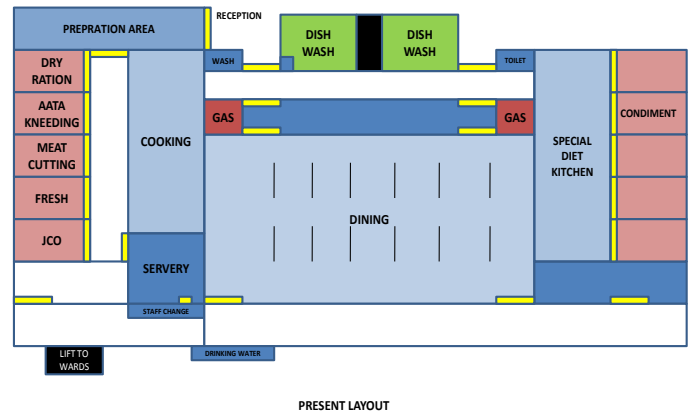 PREPRATION AREA
RECEPTION
DRY
RATION
AATA
KNEEDING
MEAT
CUTTING
FRESH
JCO
COOKING
SERVERY
STAFF CHANGE
LIFT TO
WARDS
DRINKING WATER
WASH
DISH
WASH
DISH
WASH
TOILET
GAS
GAS
DINING
SPECIAL
DIET
KITCHEN
CONDIMENT
PRESENT LAYOUT